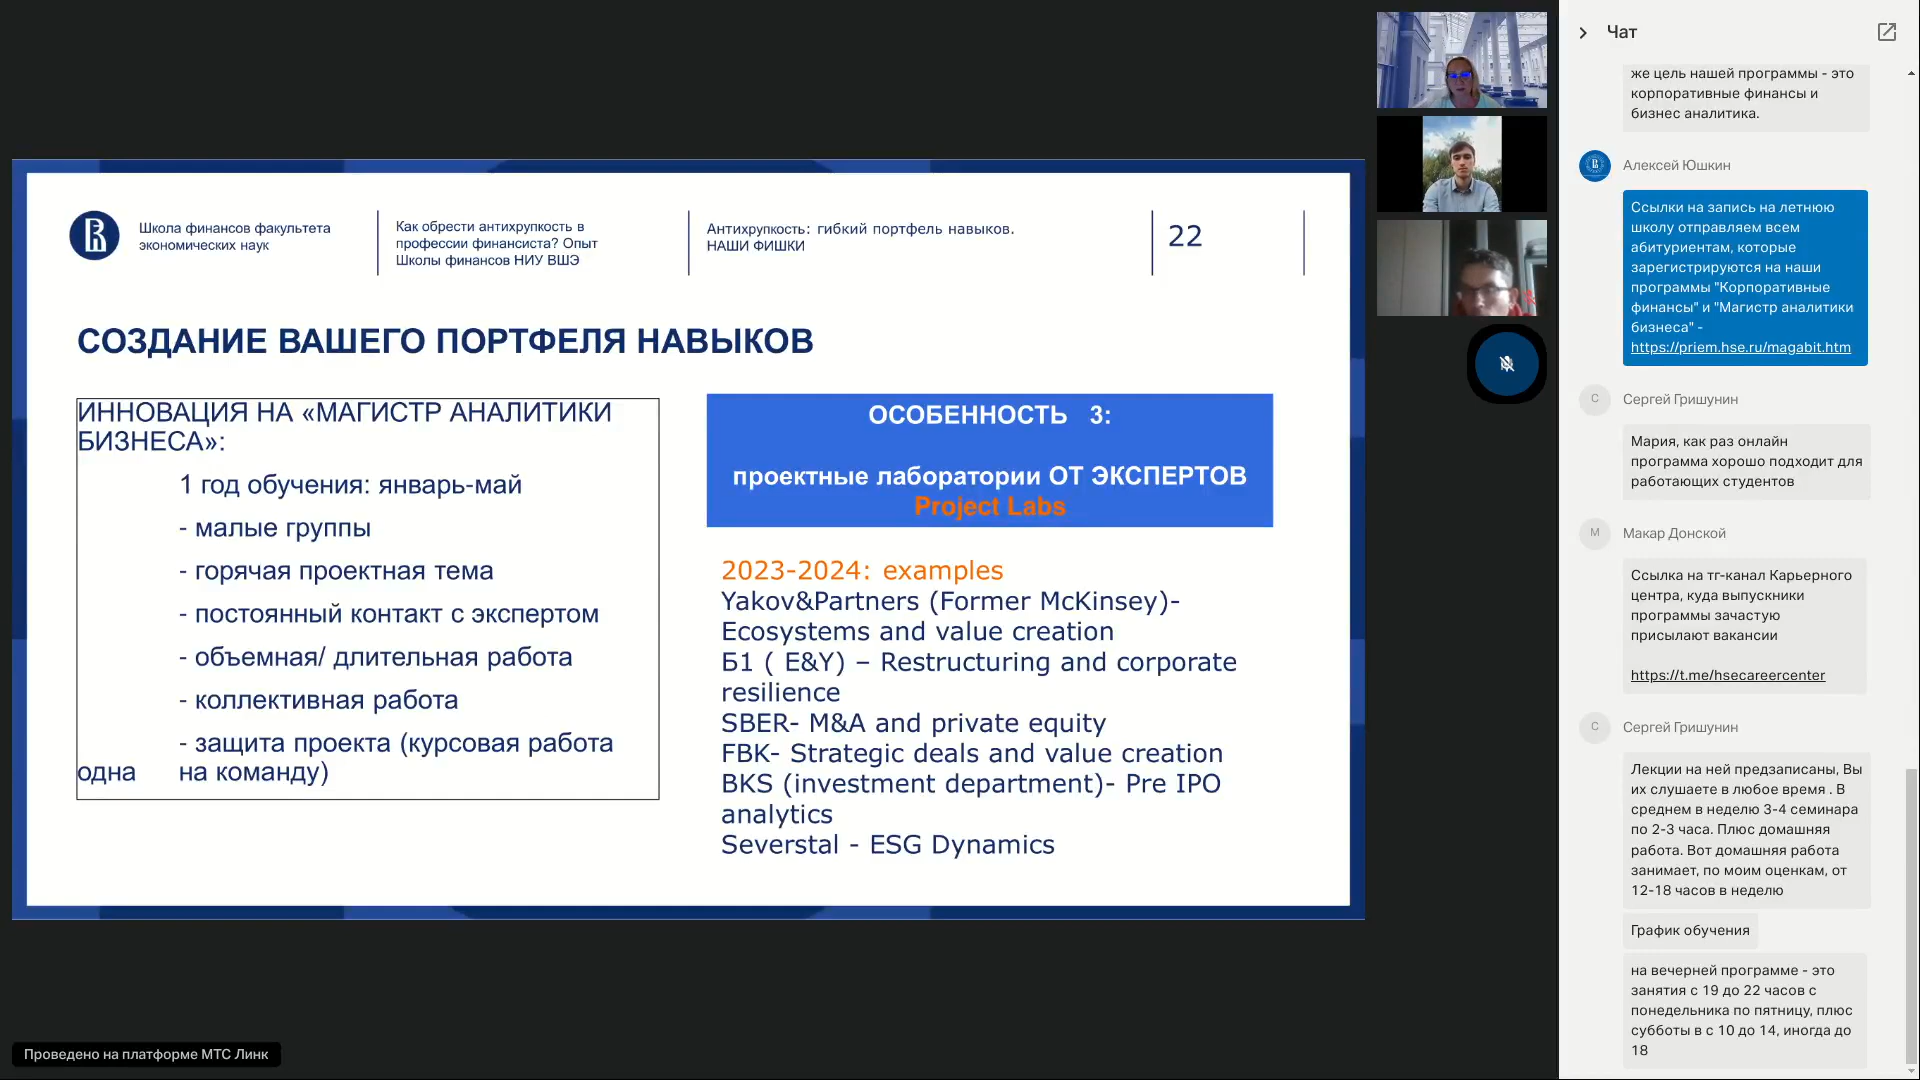 Школа финансов факультета
экономических наук
Как обрести антихрупкость в
профессии финансиста? Опыт
Школы финансов НИУ ВШЭ
Антихрупкость: гибкий портфель навыков.
НАШИ ФИШКИ
22
СОЗДАНИЕ ВАШЕГО ПОРТФЕЛЯ НАВЫКОВ
ИННОВАЦИЯ НА «МАГИСТР АНАЛИТИКИ
БИЗНЕСА»:
1 год обучения: январь-май
- малые группы
- горячая проектная тема
- постоянный контакт с экспертом
- объемная/ длительная работа
- коллективная работа
- защита проекта (курсовая работа
одна на команду)
ОСОБЕННОСТЬ 3:
проектные лаборатории ОТ ЭКСПЕРТОВ
Project Labs
2023-2024: examples
Yakov&Partners (Former McKinsey)-
Ecosystems and value creation
Б1 ( E&Y) – Restructuring and corporate
resilience
SBER- M&A and private equity
FBK- Strategic deals and value creation
BKS (investment department)- Pre IPO
analytics
Severstal - ESG Dynamics
Проведено на платформе МТС Линк
Чат
же цель нашей программы - это
корпоративные финансы и
бизнес аналитика.
Алексей Юшкин
Ссылки на запись на летнюю
школу отправляем всем
абитуриентам, которые
зарегистрируются на наши
программы "Корпоративные
финансы" и "Магистр аналитики
бизнеса" -
https://priem.hse.ru/magabit.htm
С
Сергей Гришунин
Мария, как раз онлайн
программа хорошо подходит для
работающих студентов
М
Макар Донской
Ссылка на тг-канал Карьерного
центра, куда выпускники
программы зачастую
присылают вакансии
https://t.me/hsecareercenter
С
Сергей Гришунин
Лекции на ней предзаписаны, Вы
их слушаете в любое время . В
среднем в неделю 3-4 семинара
по 2-3 часа. Плюс домашняя
работа. Вот домашняя работа
занимает, по моим оценкам, от
12-18 часов в неделю
График обучения
на вечерней программе - это
занятия с 19 до 22 часов с
понедельника по пятницу, плюс
субботы в с 10 до 14, иногда до
18